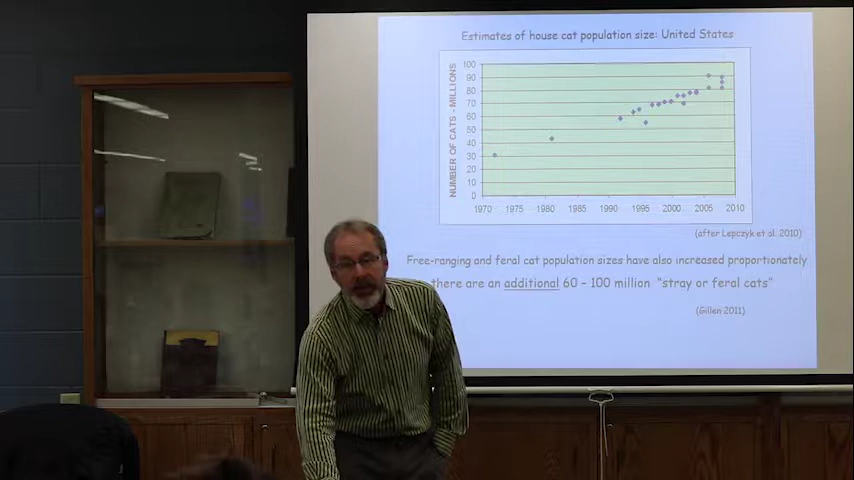 Estimates of house cat population size: United States
NUMBER OF CATS - MILLIONS
100
90
80
70
60
50
40
30
20
10
0
1970 1975 1980 1985 1990 1995 2000 2005 2010
(after Lepczyk et al. 2010)
Free-ranging and feral cat population sizes have also increased proportionately
there are an additional 60 - 100 million "stray or feral cats"
(Gillen 2011)